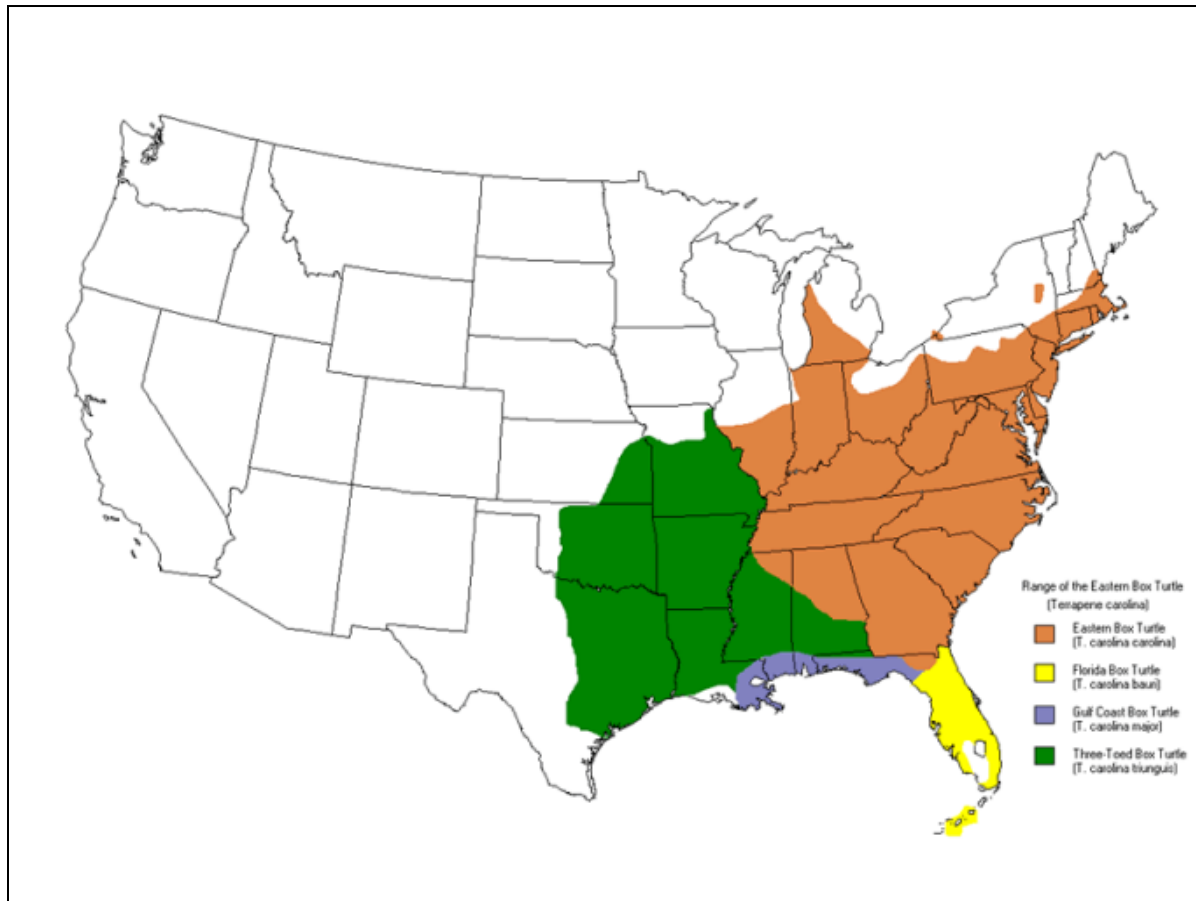 Range of the Eastern Box Turtle
(Terrapene carolina)
Eastern Box Turtle
(T. carolina carolina)
Florida Box Turtle
(T. carolina bauri)
Gulf Coast Box Turtle
(T. carolina major)
Three-Toed Box Turtle
(T. carolina triunguis)